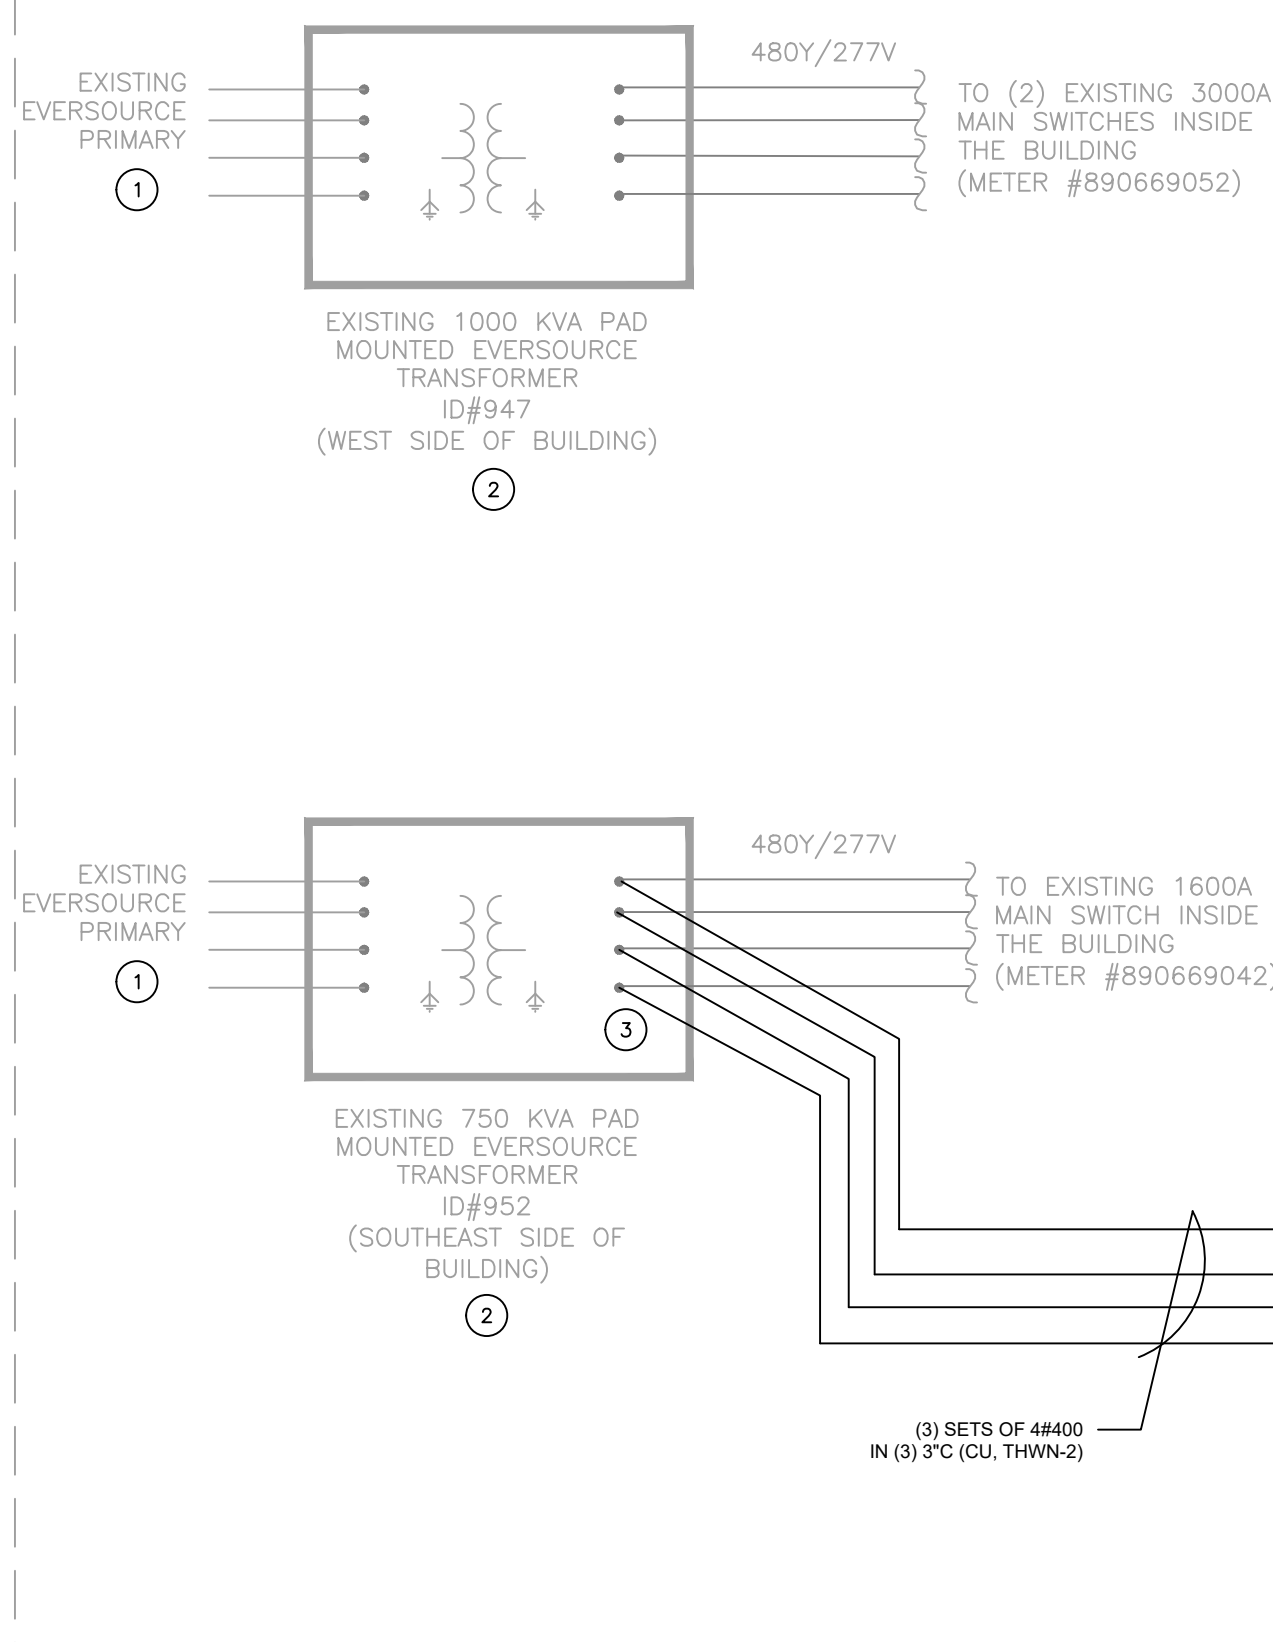 480Y/277V
EXISTING
EVERSOURCE
PRIMARY
1
TO (2) EXISTING 3000A
MAIN SWITCHES INSIDE
THE BUILDING
(METER #890669052)
EXISTING 1000 KVA PAD
MOUNTED EVERSOURCE
TRANSFORMER
ID#947
(WEST SIDE OF BUILDING)
2
480Y/277V
EXISTING
EVERSOURCE
PRIMARY
1
TO EXISTING 1600A
MAIN SWITCH INSIDE
THE BUILDING
(METER #890669042)
3
EXISTING 750 KVA PAD
MOUNTED EVERSOURCE
TRANSFORMER
ID#952
(SOUTHEAST SIDE OF
BUILDING)
2
(3) SETS OF 4#400
IN (3) 3"C (CU, THWN-2)